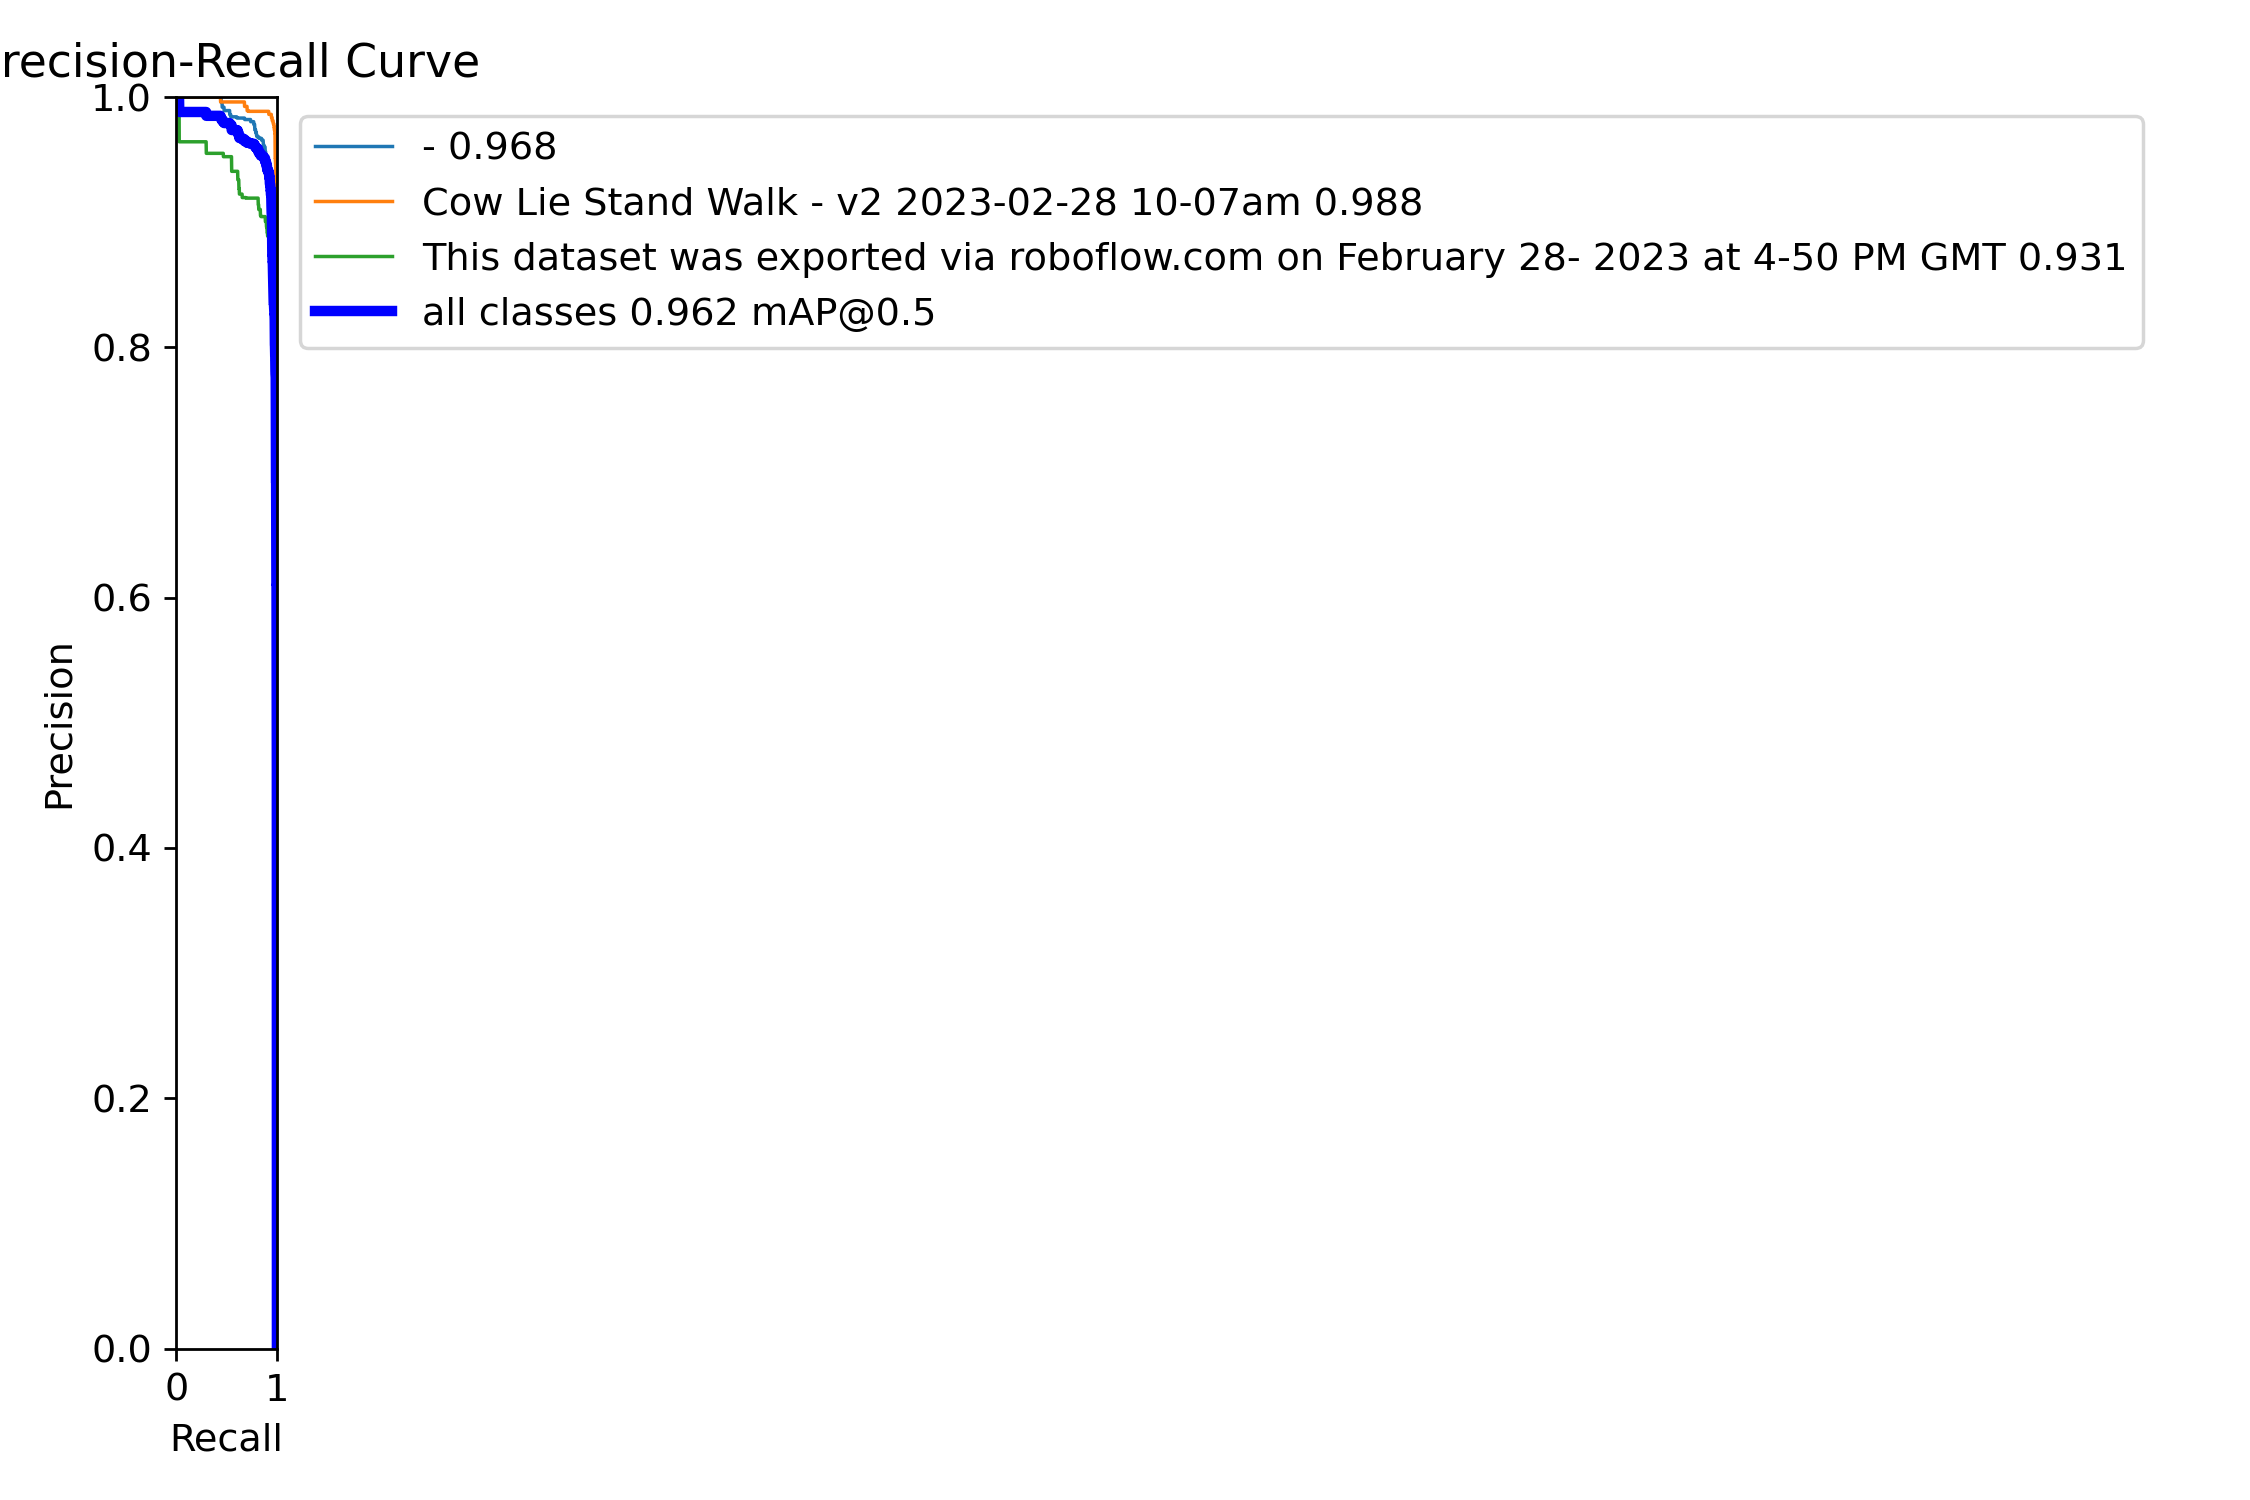 recision-Recall Curve
1.0
0.8
0.6
0.4
0.2
0.0
Precision
0 1
Recall
- 0.968
Cow Lie Stand Walk - v2 2023-02-28 10-07am 0.988
This dataset was exported via roboflow.com on February 28- 2023 at 4-50 PM GMT 0.931
all classes 0.962 mAP@0.5